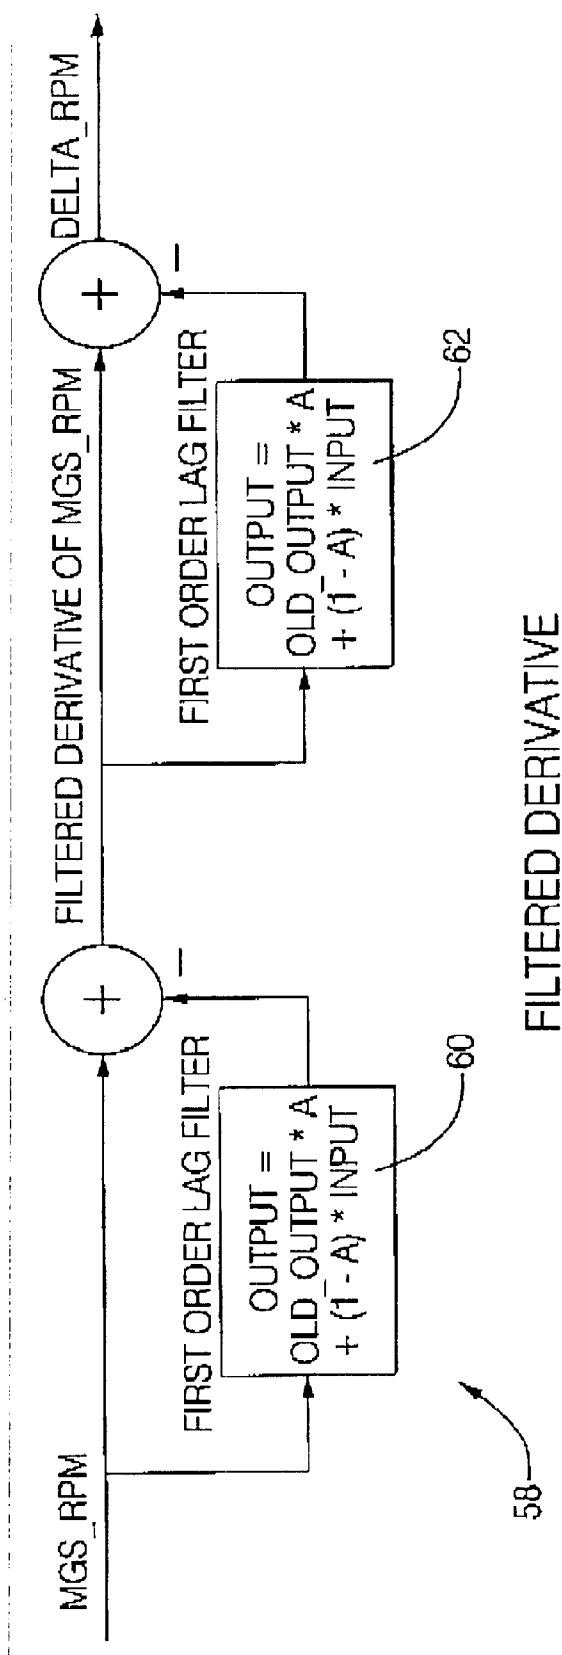 MGS_RPM
FIRST ORDER LAG FILTER
OUTPUT =
OLD_OUTPUT * A
+ (1 - A) * INPUT
60
58
+
−
FILTERED DERIVATIVE OF MGS_RPM
FIRST ORDER LAG FILTER
OUTPUT =
OLD_OUTPUT * A
+ (1 - A) * INPUT
62
+
−
DELTA_RPM
FILTERED DERIVATIVE